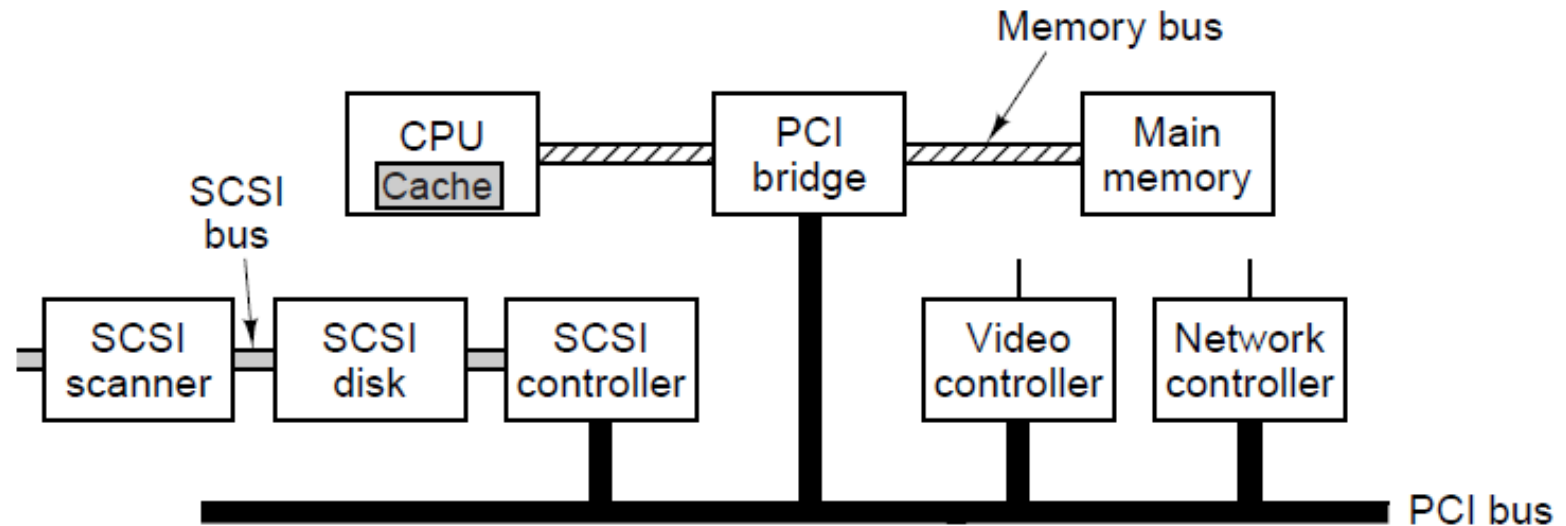 Memory bus
CPU
Cache
PCI
bridge
Main
memory
SCSI
bus
SCSI
scanner
SCSI
disk
SCSI
controller
Video
controller
Network
controller
PCI bus